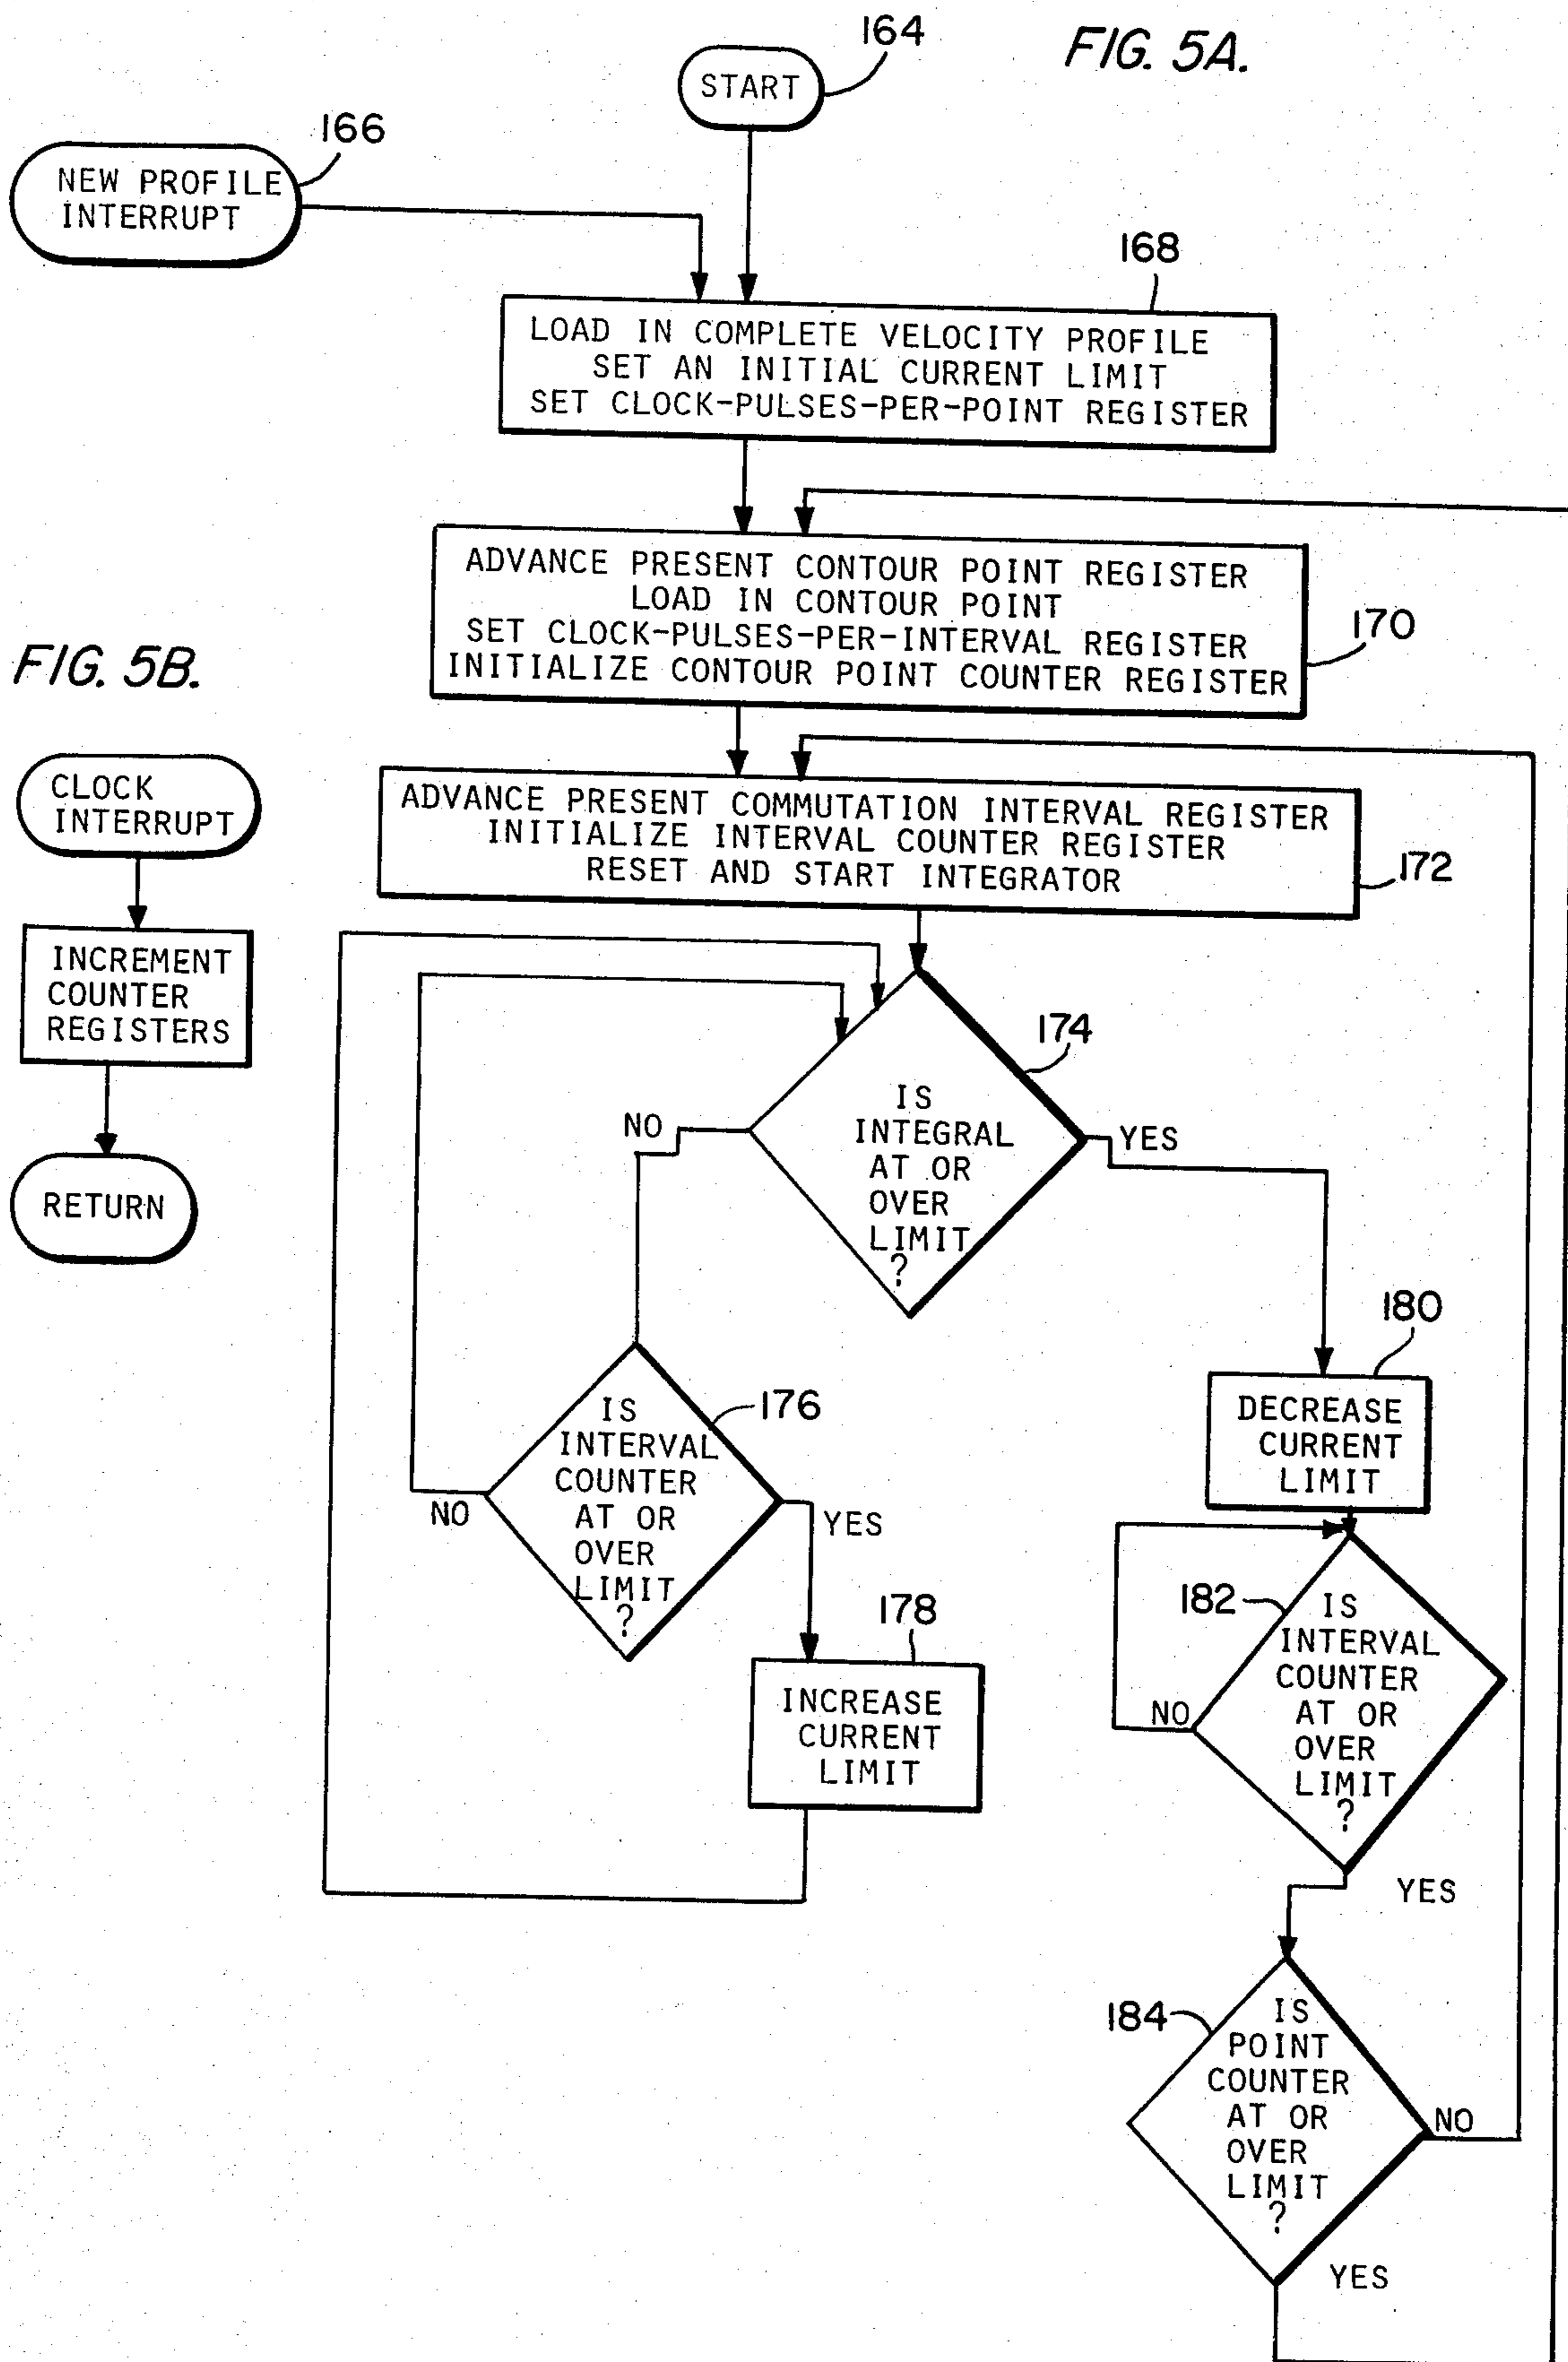 FIG. 5A.
164
START
166
NEW PROFILE
INTERRUPT
168
LOAD IN COMPLETE VELOCITY PROFILE
SET AN INITIAL CURRENT LIMIT
SET CLOCK-PULSES-PER-POINT REGISTER
ADVANCE PRESENT CONTOUR POINT REGISTER
LOAD IN CONTOUR POINT
SET CLOCK-PULSES-PER-INTERVAL REGISTER
INITIALIZE CONTOUR POINT COUNTER REGISTER
170
ADVANCE PRESENT COMMUTATION INTERVAL REGISTER
INITIALIZE INTERVAL COUNTER REGISTER
RESET AND START INTEGRATOR
172
174
IS
INTEGRAL
AT OR
OVER
LIMIT
?
NO
YES
176
IS
INTERVAL
COUNTER
AT OR
OVER
LIMIT
?
NO
YES
178
INCREASE
CURRENT
LIMIT
180
DECREASE
CURRENT
LIMIT
182
IS
INTERVAL
COUNTER
AT OR
OVER
LIMIT
?
NO
YES
184
IS
POINT
COUNTER
AT OR
OVER
LIMIT
?
NO
YES
FIG. 5B.
CLOCK
INTERRUPT
INCREMENT
COUNTER
REGISTERS
RETURN